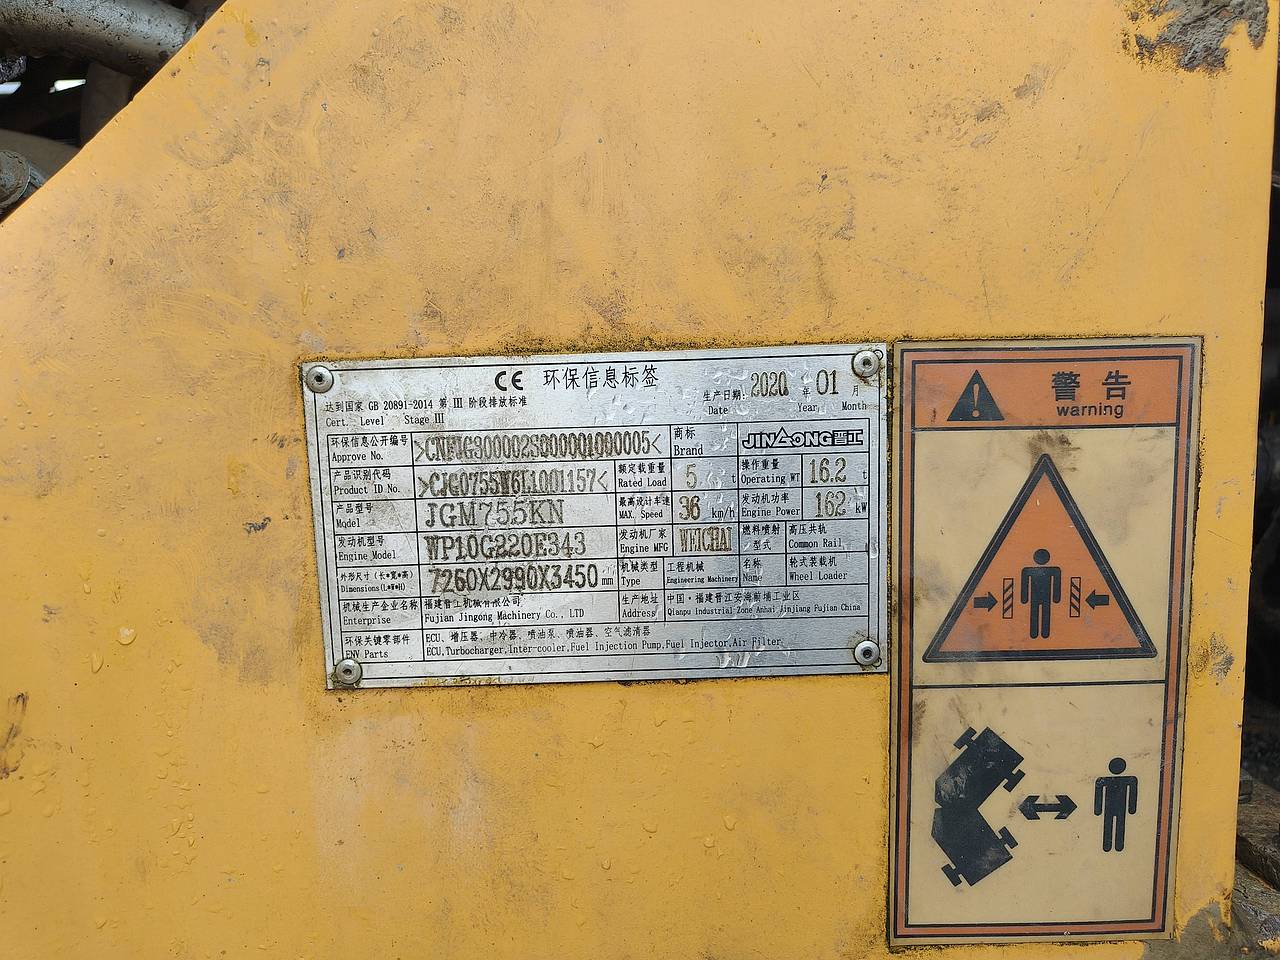 CE 环保信息标签
达到国家 GB 20891-2014 第 III 阶段排放标准
Cert. Level Stage III
生产日期: 2020 年 01 月
Date Year Month
环保信息公开编号
Approve No.
商标
Brand
JINGONG晋工
产品识别代码
Product ID No.
>CJG0755W6L1001157<
额定载重量
Rated Load
5 t
操作重量
Operating WT
16.2 t
产品型号
Model
JGM755KN
最高设计车速
MAX. Speed
36 km/h
发动机功率
Engine Power
162 kW
发动机型号
Engine Model
WP10G220E343
发动机厂家
Engine MFG
WEICHAI
燃料喷射
型式
高压共轨
Common Rail
外形尺寸 (长*宽*高)
Dimensions(L*W*H)
7260X2990X3450 mm
机械类型
Type
工程机械
Engineering Machinery
名称
Name
轮式装载机
Wheel Loader
机械生产企业名称
Enterprise
福建晋工机械有限公司
Fujian Jingong Machinery Co., LTD
生产地址
Address
中国·福建晋江安海前埔工业区
Qianpu Industrial Zone Anhai Jinjiang Fujian China
环保关键零部件
ENV Parts
ECU、增压器、中冷器、喷油泵、喷油器、空气滤清器
ECU,Turbocharger,Inter-cooler,Fuel Injection Pump,Fuel Injector,Air Filter
警告
warning